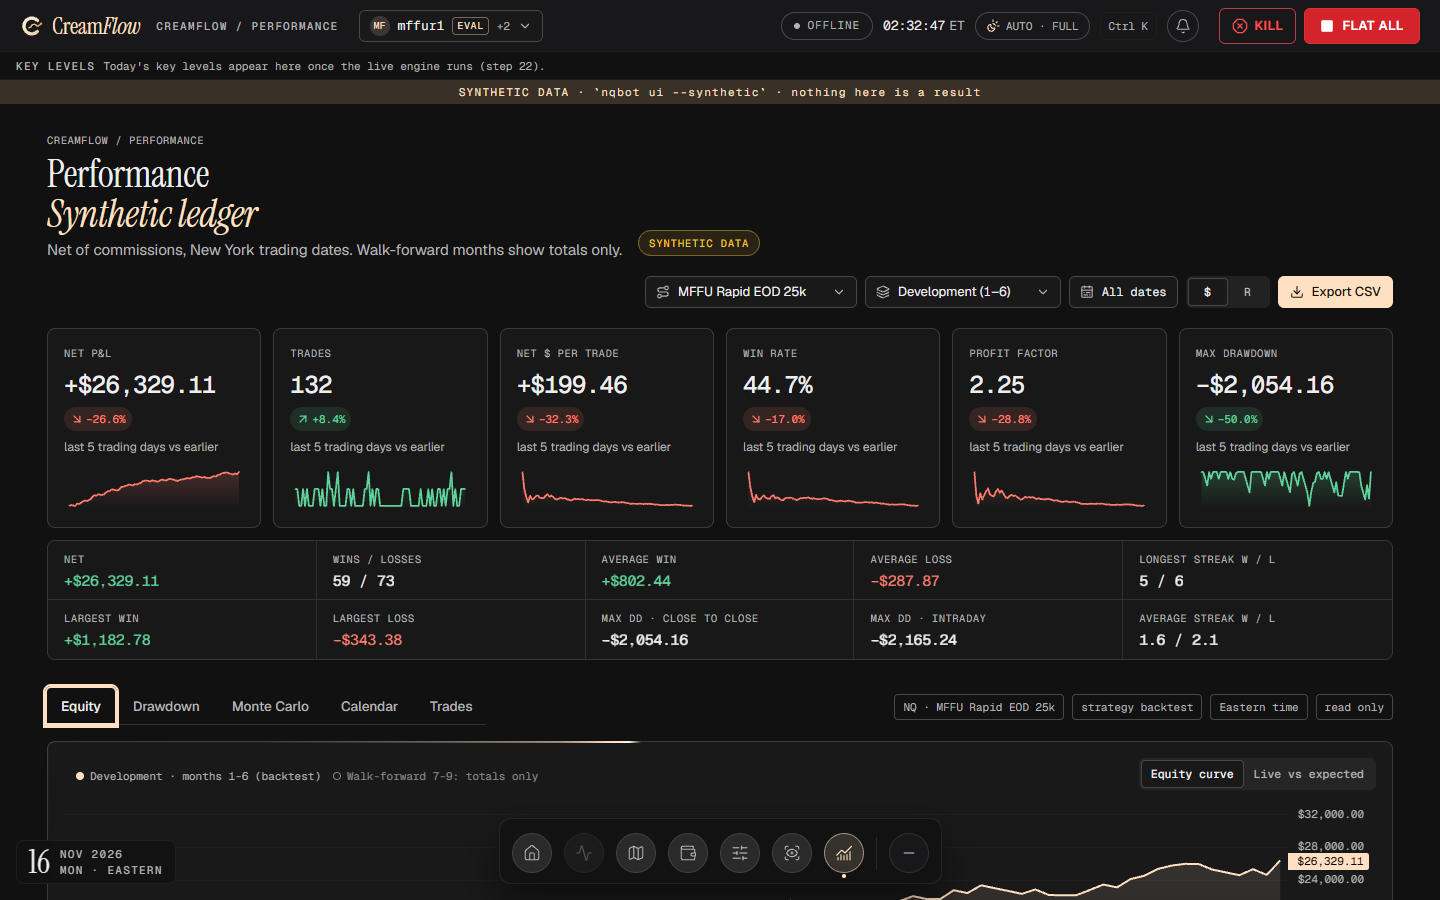 CreamFlow
CREAMFLOW / PERFORMANCE
MF mffur1 EVAL +2
OFFLINE
02:32:47 ET
AUTO · FULL
Ctrl K
KILL
FLAT ALL
KEY LEVELS Today's key levels appear here once the live engine runs (step 22).
SYNTHETIC DATA · `nqbot ui --synthetic` · nothing here is a result
CREAMFLOW / PERFORMANCE
Performance
Synthetic ledger
Net of commissions, New York trading dates. Walk-forward months show totals only.
SYNTHETIC DATA
MFFU Rapid EOD 25k
Development (1–6)
All dates
$ R
Export CSV
NET P&L
+$26,329.11
−26.6%
last 5 trading days vs earlier
TRADES
132
+8.4%
last 5 trading days vs earlier
NET $ PER TRADE
+$199.46
−32.3%
last 5 trading days vs earlier
WIN RATE
44.7%
−17.0%
last 5 trading days vs earlier
PROFIT FACTOR
2.25
−28.8%
last 5 trading days vs earlier
MAX DRAWDOWN
−$2,054.16
−50.0%
last 5 trading days vs earlier
NET
+$26,329.11
WINS / LOSSES
59 / 73
AVERAGE WIN
+$802.44
AVERAGE LOSS
−$287.87
LONGEST STREAK W / L
5 / 6
LARGEST WIN
+$1,182.78
LARGEST LOSS
−$343.38
MAX DD · CLOSE TO CLOSE
−$2,054.16
MAX DD · INTRADAY
−$2,165.24
AVERAGE STREAK W / L
1.6 / 2.1
Equity
Drawdown
Monte Carlo
Calendar
Trades
NQ · MFFU Rapid EOD 25k
strategy backtest
Eastern time
read only
Development · months 1-6 (backtest)
Walk-forward 7-9: totals only
Equity curve
Live vs expected
$32,000.00
$28,000.00
$26,329.11
$24,000.00
16
NOV 2026
MON · EASTERN